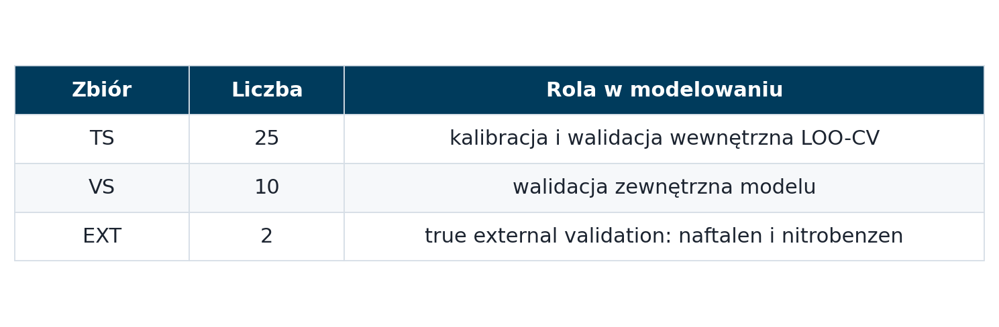 Zbiór Liczba Rola w modelowaniu
TS 25 kalibracja i walidacja wewnętrzna LOO-CV
VS 10 walidacja zewnętrzna modelu
EXT 2 true external validation: naftalen i nitrobenzen